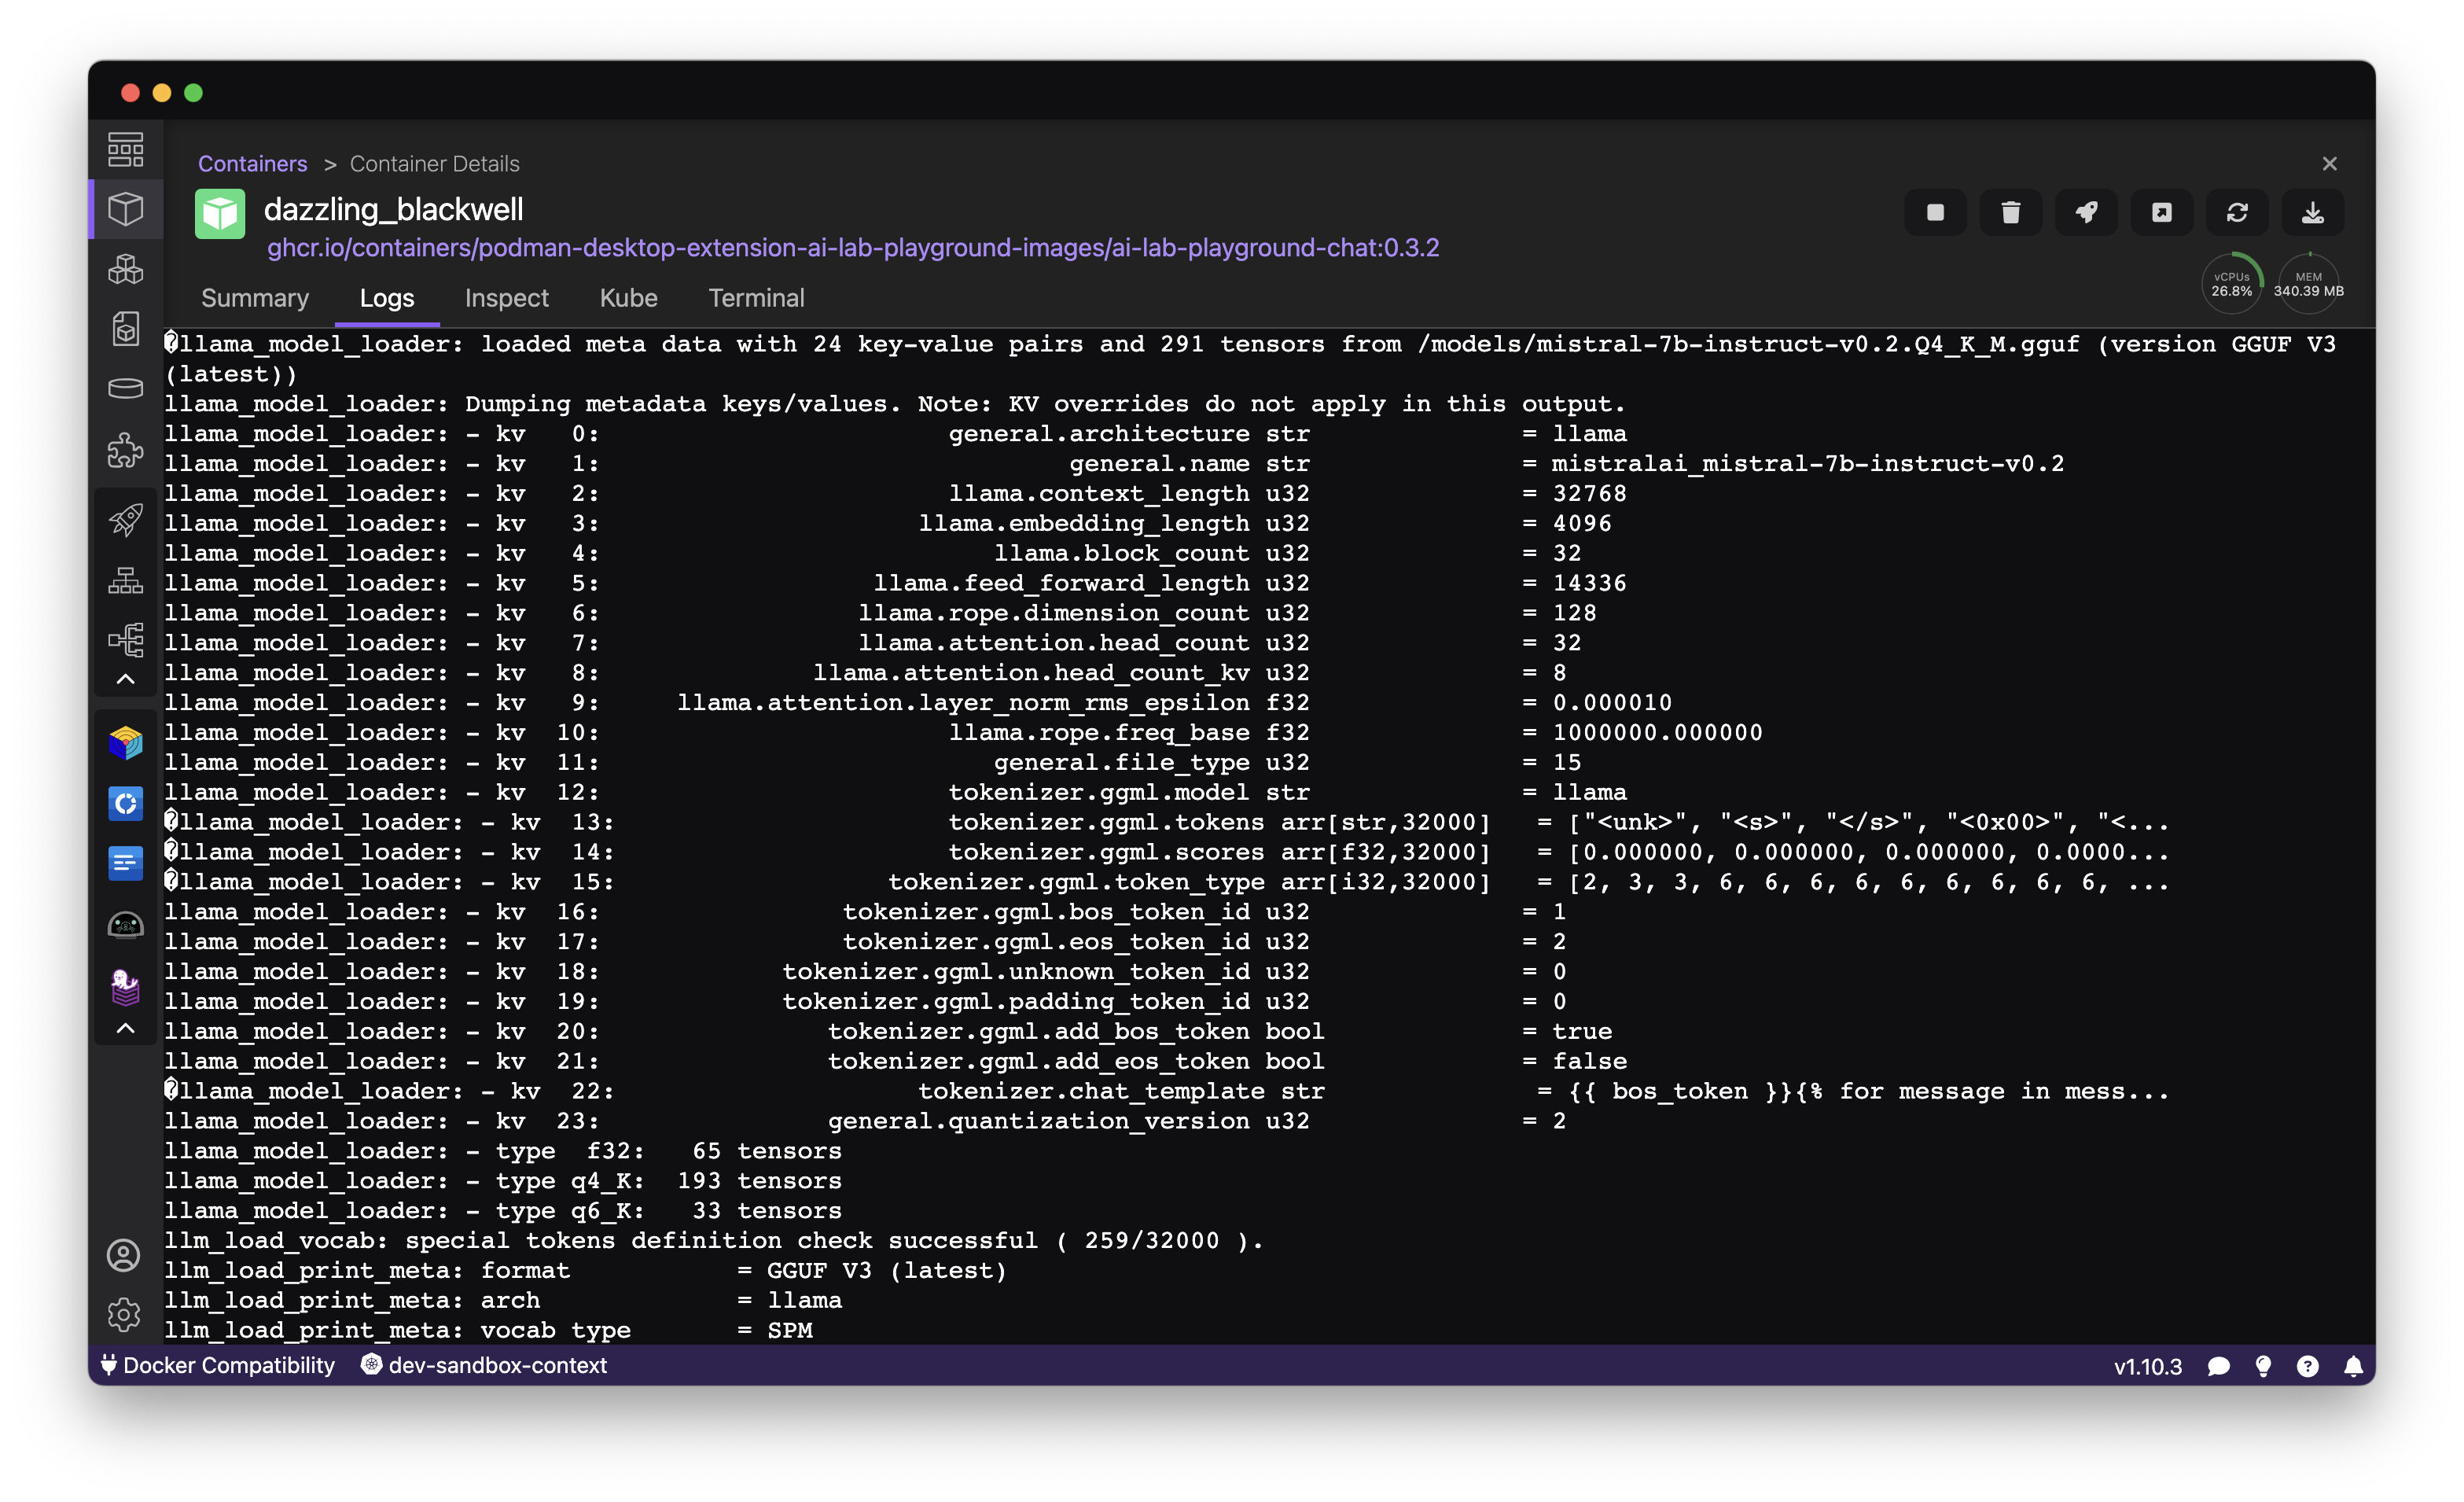 Containers > Container Details
dazzling_blackwell
ghcr.io/containers/podman-desktop-extension-ai-lab-playground-images/ai-lab-playground-chat:0.3.2
vCPUs
26.8%
MEM
340.39 MB
Summary Logs Inspect Kube Terminal
�llama_model_loader: loaded meta data with 24 key-value pairs and 291 tensors from /models/mistral-7b-instruct-v0.2.Q4_K_M.gguf (version GGUF V3
(latest))
llama_model_loader: Dumping metadata keys/values. Note: KV overrides do not apply in this output.
llama_model_loader: - kv 0: general.architecture str = llama
llama_model_loader: - kv 1: general.name str = mistralai_mistral-7b-instruct-v0.2
llama_model_loader: - kv 2: llama.context_length u32 = 32768
llama_model_loader: - kv 3: llama.embedding_length u32 = 4096
llama_model_loader: - kv 4: llama.block_count u32 = 32
llama_model_loader: - kv 5: llama.feed_forward_length u32 = 14336
llama_model_loader: - kv 6: llama.rope.dimension_count u32 = 128
llama_model_loader: - kv 7: llama.attention.head_count u32 = 32
llama_model_loader: - kv 8: llama.attention.head_count_kv u32 = 8
llama_model_loader: - kv 9: llama.attention.layer_norm_rms_epsilon f32 = 0.000010
llama_model_loader: - kv 10: llama.rope.freq_base f32 = 1000000.000000
llama_model_loader: - kv 11: general.file_type u32 = 15
llama_model_loader: - kv 12: tokenizer.ggml.model str = llama
�llama_model_loader: - kv 13: tokenizer.ggml.tokens arr[str,32000] = ["<unk>", "<s>", "</s>", "<0x00>", "<...
�llama_model_loader: - kv 14: tokenizer.ggml.scores arr[f32,32000] = [0.000000, 0.000000, 0.000000, 0.0000...
�llama_model_loader: - kv 15: tokenizer.ggml.token_type arr[i32,32000] = [2, 3, 3, 6, 6, 6, 6, 6, 6, 6, 6, 6, ...
llama_model_loader: - kv 16: tokenizer.ggml.bos_token_id u32 = 1
llama_model_loader: - kv 17: tokenizer.ggml.eos_token_id u32 = 2
llama_model_loader: - kv 18: tokenizer.ggml.unknown_token_id u32 = 0
llama_model_loader: - kv 19: tokenizer.ggml.padding_token_id u32 = 0
llama_model_loader: - kv 20: tokenizer.ggml.add_bos_token bool = true
llama_model_loader: - kv 21: tokenizer.ggml.add_eos_token bool = false
�llama_model_loader: - kv 22: tokenizer.chat_template str = {{ bos_token }}{% for message in mess...
llama_model_loader: - kv 23: general.quantization_version u32 = 2
llama_model_loader: - type f32: 65 tensors
llama_model_loader: - type q4_K: 193 tensors
llama_model_loader: - type q6_K: 33 tensors
llm_load_vocab: special tokens definition check successful ( 259/32000 ).
llm_load_print_meta: format = GGUF V3 (latest)
llm_load_print_meta: arch = llama
llm_load_print_meta: vocab type = SPM
Docker Compatibility dev-sandbox-context v1.10.3